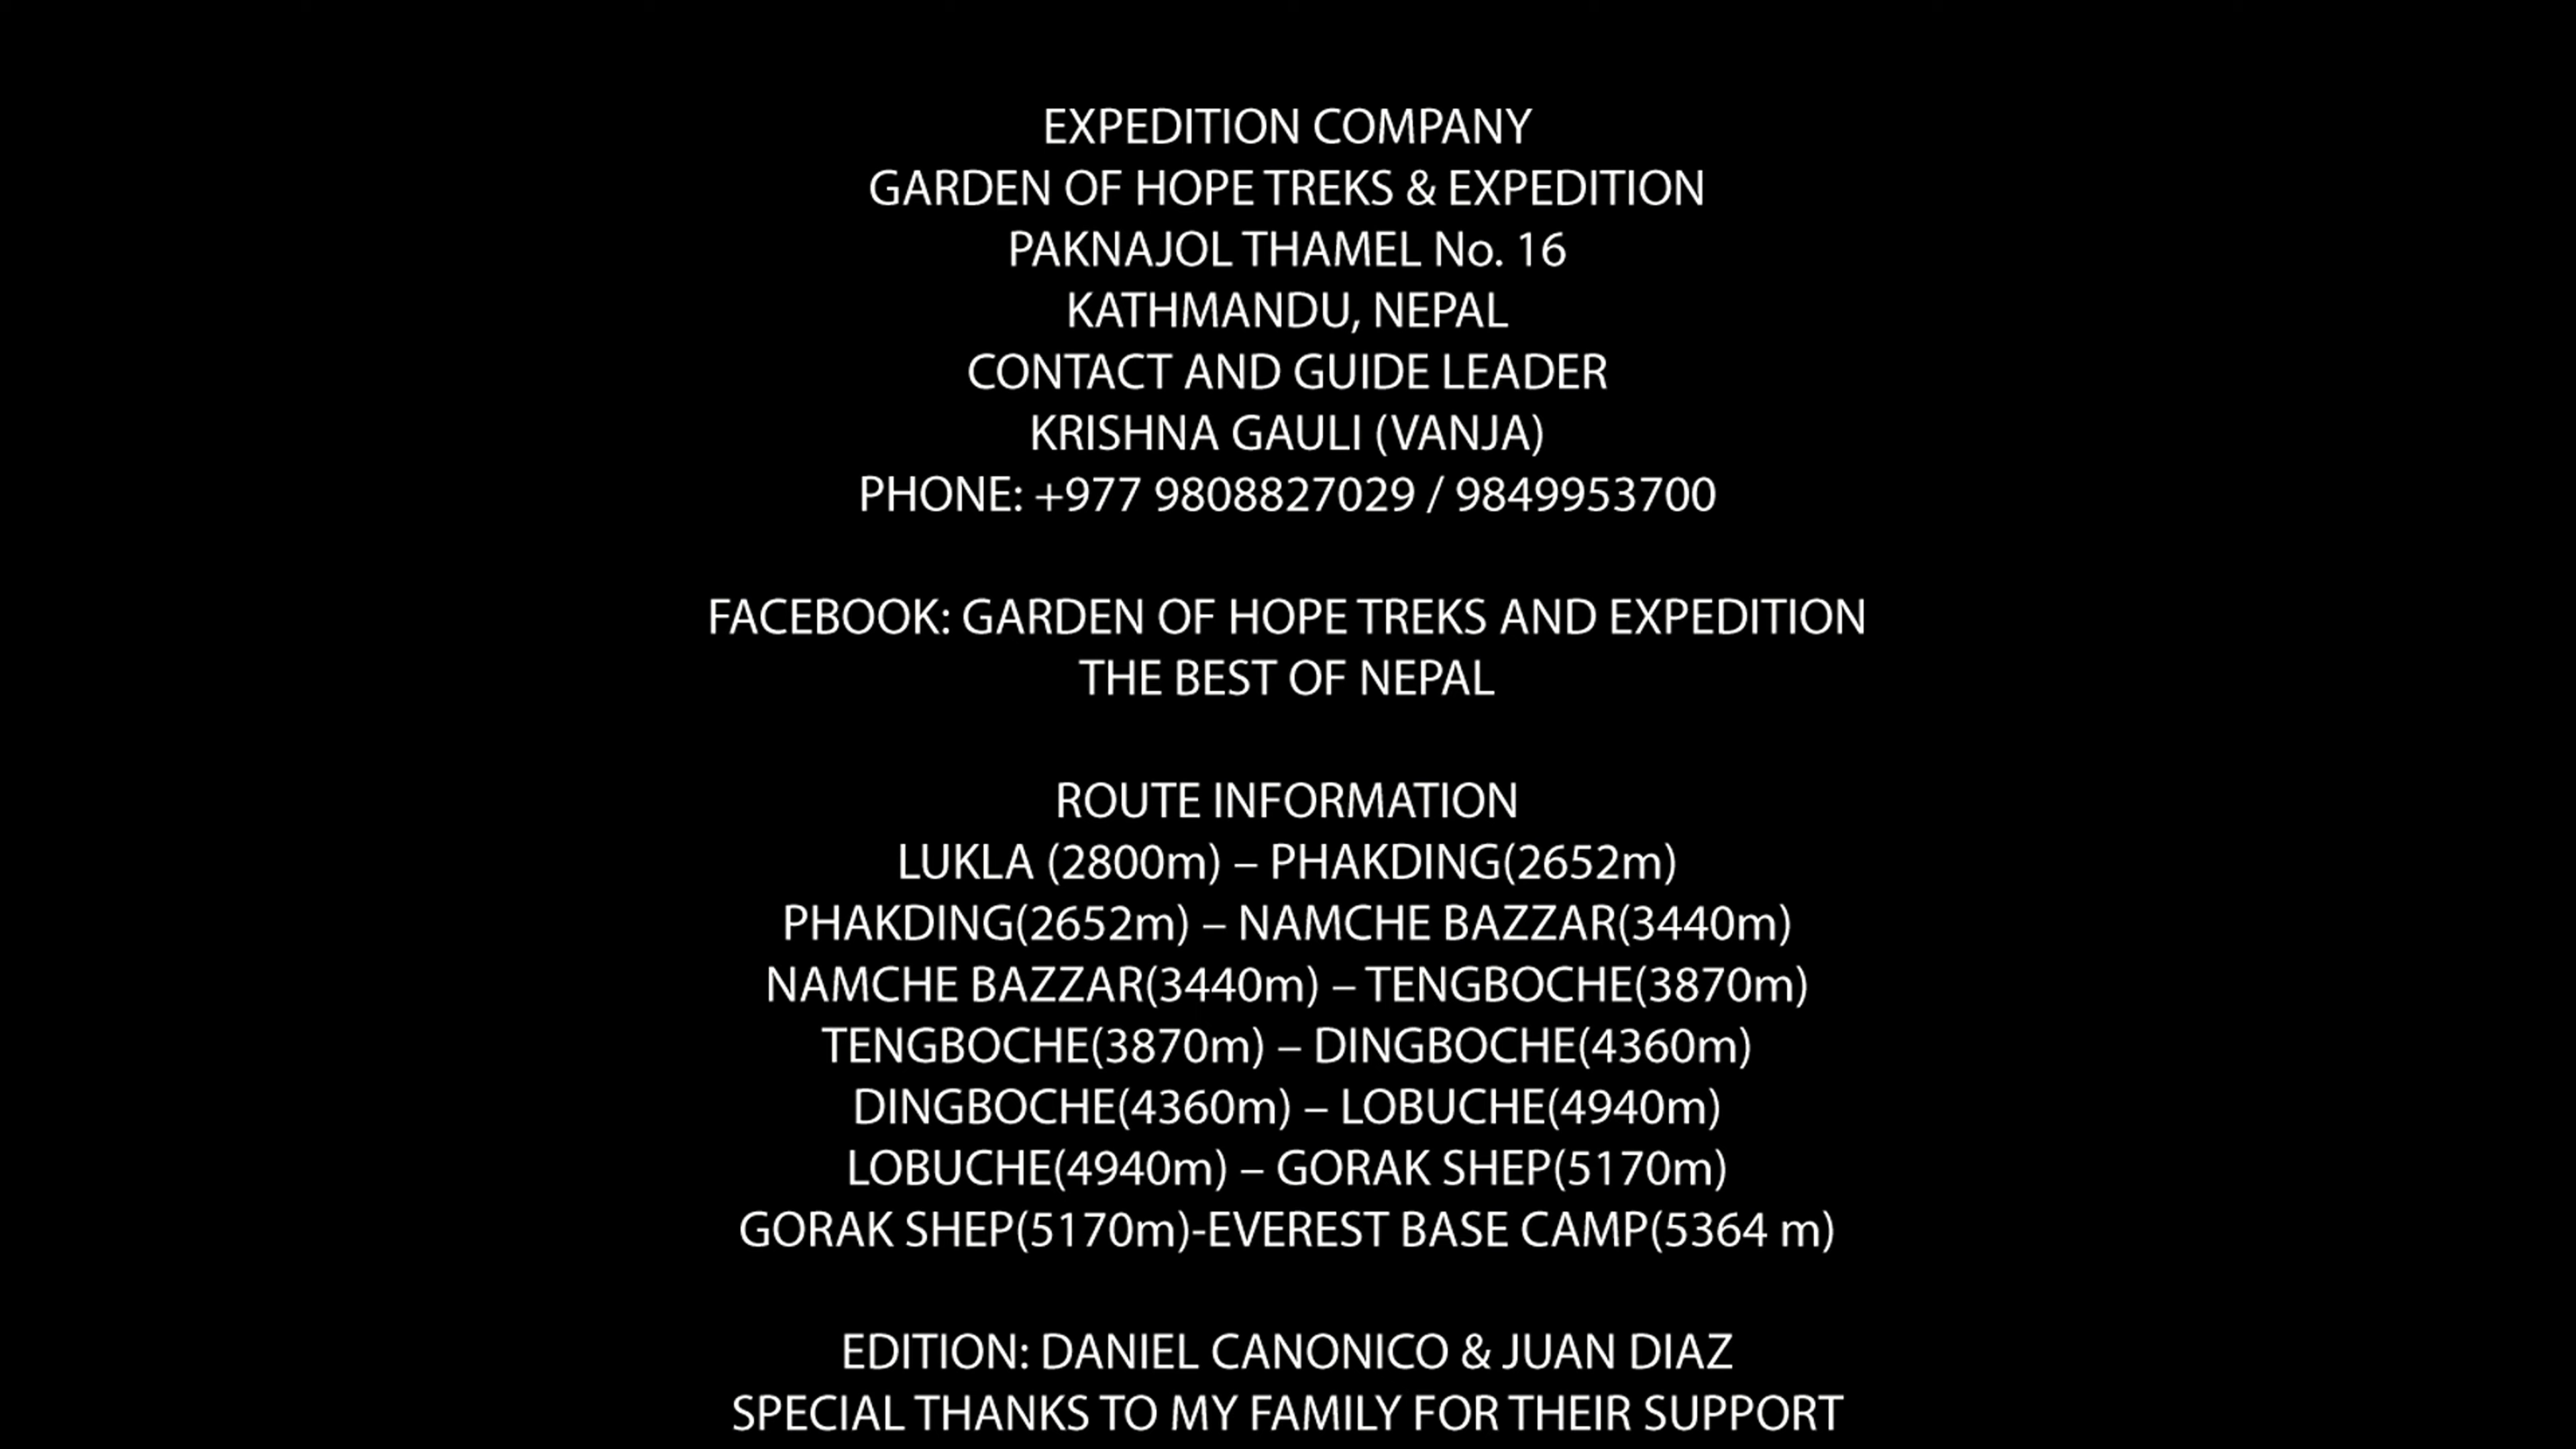 EXPEDITION COMPANY
GARDEN OF HOPE TREKS & EXPEDITION
PAKNAJOL THAMEL No. 16
KATHMANDU, NEPAL
CONTACT AND GUIDE LEADER
KRISHNA GAULI (VANJA)
PHONE: +977 9808827029 / 9849953700
FACEBOOK: GARDEN OF HOPE TREKS AND EXPEDITION
THE BEST OF NEPAL
ROUTE INFORMATION
LUKLA (2800m) – PHAKDING(2652m)
PHAKDING(2652m) – NAMCHE BAZZAR(3440m)
NAMCHE BAZZAR(3440m) – TENGBOCHE(3870m)
TENGBOCHE(3870m) – DINGBOCHE(4360m)
DINGBOCHE(4360m) – LOBUCHE(4940m)
LOBUCHE(4940m) – GORAK SHEP(5170m)
GORAK SHEP(5170m)-EVEREST BASE CAMP(5364 m)
EDITION: DANIEL CANONICO & JUAN DIAZ
SPECIAL THANKS TO MY FAMILY FOR THEIR SUPPORT